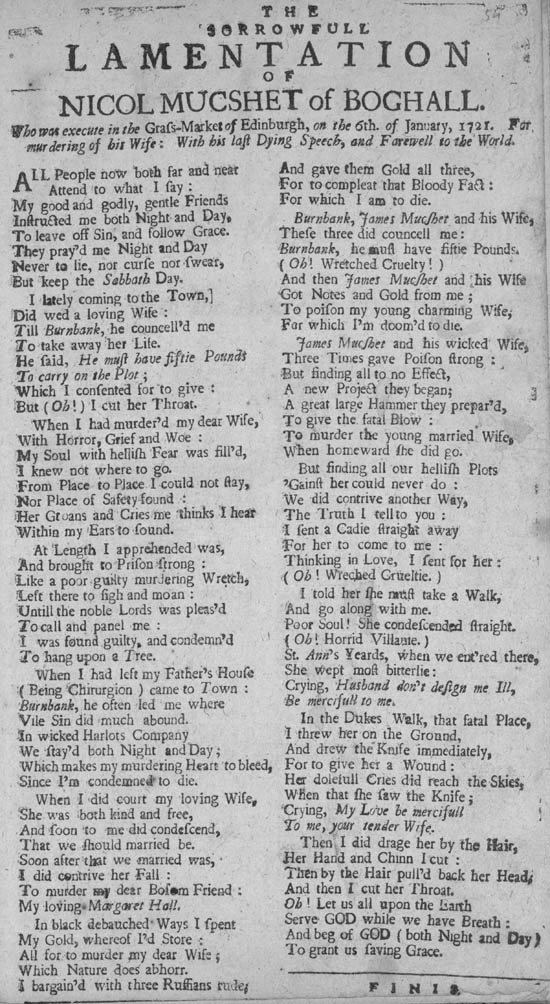 THE
SORROWFULL
LAMENTATION
OF
NICOL MUCSHET of BOGHALL.
Who was execute in the Grass-Market of Edinburgh, on the 6th. of January, 1721. For
murdering of his Wife: With his last Dying Speech, and Farewell to the World.
ALL People now both far and near
Attend to what I say :
My good and godly, gentle Friends
Instructed me both Night and Day,
To leave off Sin, and follow Grace.
They pray'd me Night and Day
Never to lie, nor curse nor swear,
But keep the Sabbath Day.
I lately coming to the Town,]
Did wed a loving Wife :
Till Burnbank, he councell'd me
To take away her Life.
He said, He must have fiftie Pounds
To carry on the Plot ;
Which I consented for to give :
But ( Oh! ) I cut her Throat.
When I had murder'd my dear Wife,
With Horror, Grief and Woe :
My Soul with hellish Fear was fill'd,
I knew not where to go.
From Place to Place I could not stay,
Nor Place of Safety found :
Her Groans and Cries me thinks I hear
Within my Ears to sound.
At Length I apprehended was,
And brought to Prison strong :
Like a poor guilty murdering Wretch,
Left there to sigh and moan :
Untill the noble Lords was pleas'd
To call and panel me :
I was found guilty, and condemn'd
To hang upon a Tree.
When I had left my Father's House
( Being Chirurgion ) came to Town :
Burnbank, he often led me where
Vile Sin did much abound.
In wicked Harlots Company
We stay'd both Night and Day ;
Which makes my murdering Heart to bleed,
Since I'm condemned to die.
When I did court my loving Wife,
She was both kind and free,
And soon to me did condescend,
That we should married be.
Soon after that we married was,
I did contrive her Fall :
To murder my dear Bosom Friend :
My loving Margaret Hall.
In black debauched Ways I spent
My Gold, whereof I'd Store :
All for to murder my dear Wife ;
Which Nature does abhorr.
I bargain'd with three Ruffians rude,
And gave them Gold all three,
For to compleat that Bloody Fact :
For which I am to die.
Burnbank, James Mucshet and his Wife,
These three did councell me :
Burnbank, he must have fiftie Pounds.
( Oh! Wretched Cruelty ! )
And then James Mucshet and his Wife
Got Notes and Gold from me ;
To poison my young charming Wife,
For which I'm doom'd to die.
James Mucshet and his wicked Wife,
Three Times gave Poison strong :
But finding all to no Effect,
A new Project they began;
A great large Hammer they prepar'd,
To give the fatal Blow :
To murder the young married Wife,
When homeward she did go.
But finding all our hellish Plots
'Gainst her could never do :
We did contrive another Way,
The Truth I tell to you :
I sent a Cadie straight away
For her to come to me :
Thinking in Love, I sent for her :
( Oh ! Wreched Crueltie. )
I told her she must take a Walk,
And go along with me.
Poor Soul! She condescended straight.
( Oh! Horrid Villanie. )
St. Ann's Yeards, when we ent'red there,
She wept most bitterlie:
Crying, Husband don't design me Ill,
Be mercifull to me.
In the Dukes Walk, that fatal Place,
I threw her on the Ground,
And drew the Knife immediately,
For to give her a Wound :
Her dolefull Cries did reach the Skies,
When that she saw the Knife ;
Crying, My Love be mercifull
To me, your tender Wife.
Then I did drage her by the Hair,
Her Hand and Chinn I cut :
Then by the Hair pull'd back her Head,
And then I cut her Throat.
Oh! Let us all upon the Earth
Serve GOD while we have Breath :
And beg of GOD ( both Night and Day)
To grant us saving Grace.
FINIS